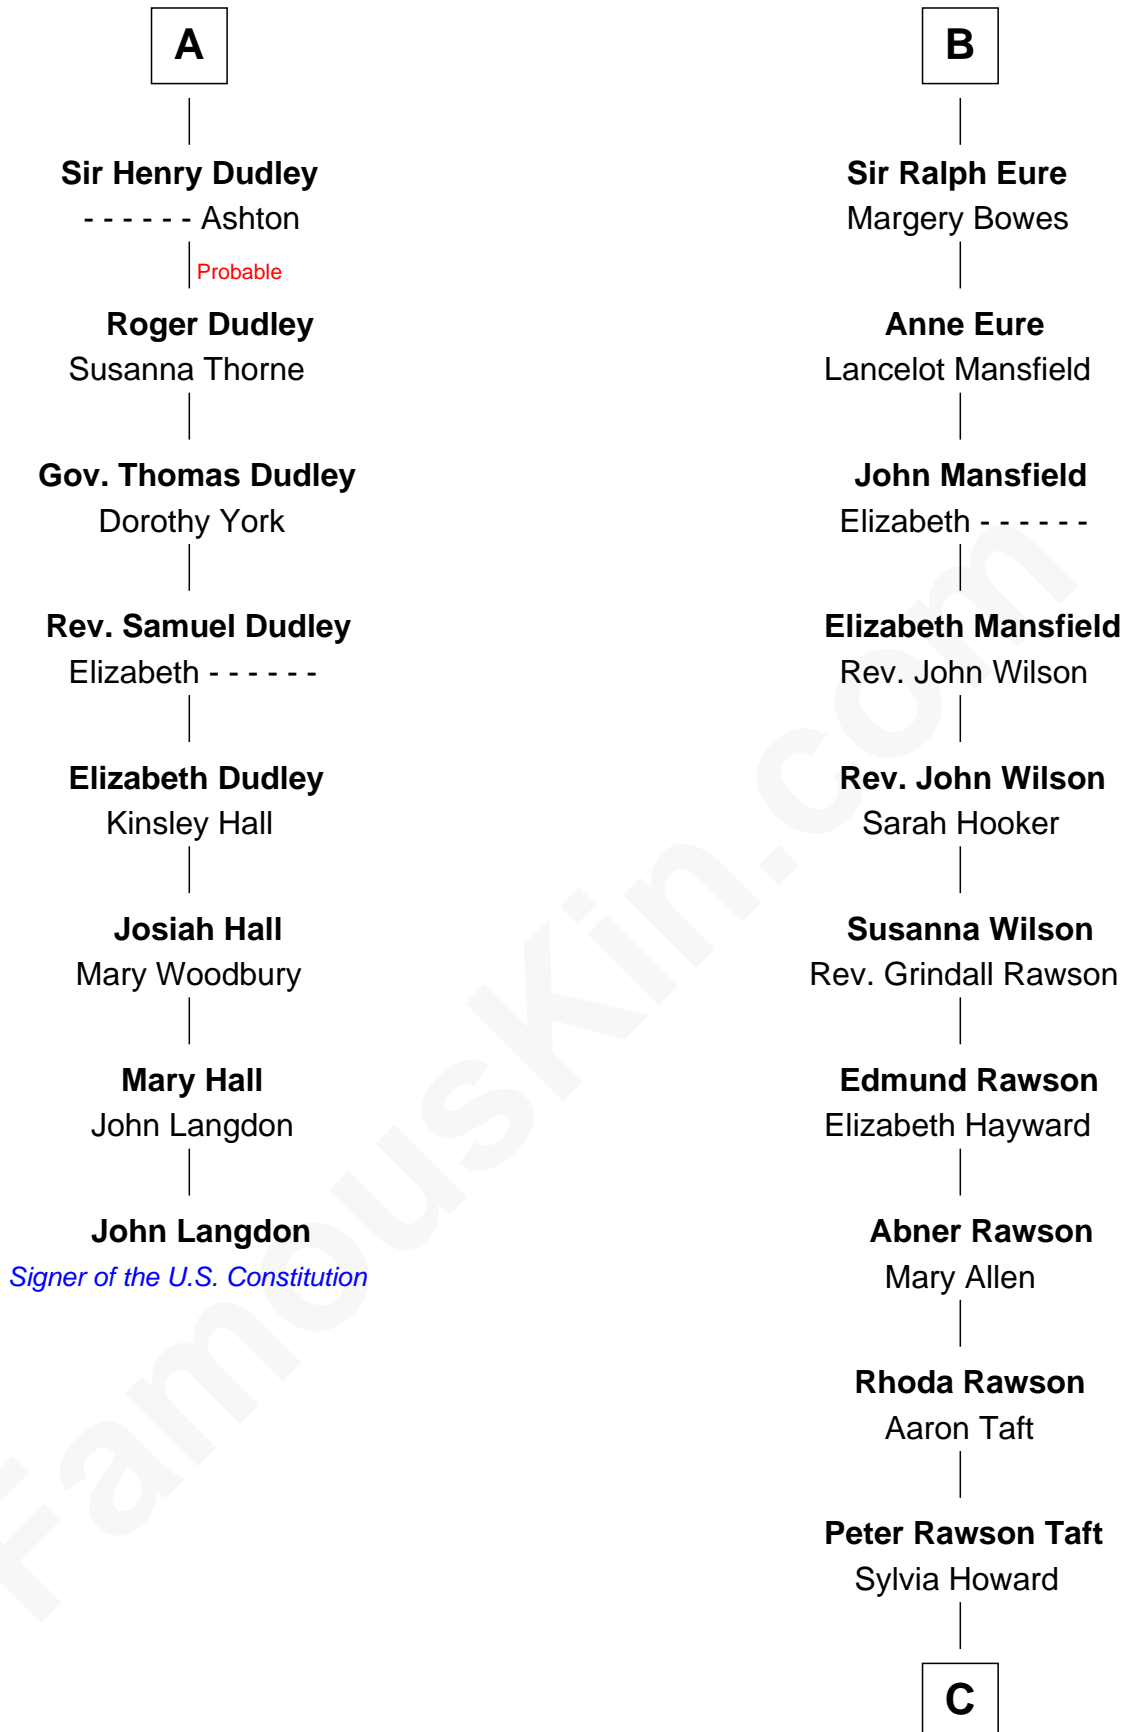 A
Sir Henry Dudley
- - - - - - Ashton
Probable
Roger Dudley
Susanna Thorne
Gov. Thomas Dudley
Dorothy York
Rev. Samuel Dudley
Elizabeth - - - - - -
Elizabeth Dudley
Kinsley Hall
Josiah Hall
Mary Woodbury
Mary Hall
John Langdon
John Langdon
Signer of the U.S. Constitution
B
Sir Ralph Eure
Margery Bowes
Anne Eure
Lancelot Mansfield
John Mansfield
Elizabeth - - - - - -
Elizabeth Mansfield
Rev. John Wilson
Rev. John Wilson
Sarah Hooker
Susanna Wilson
Rev. Grindall Rawson
Edmund Rawson
Elizabeth Hayward
Abner Rawson
Mary Allen
Rhoda Rawson
Aaron Taft
Peter Rawson Taft
Sylvia Howard
C
FamousKin.com